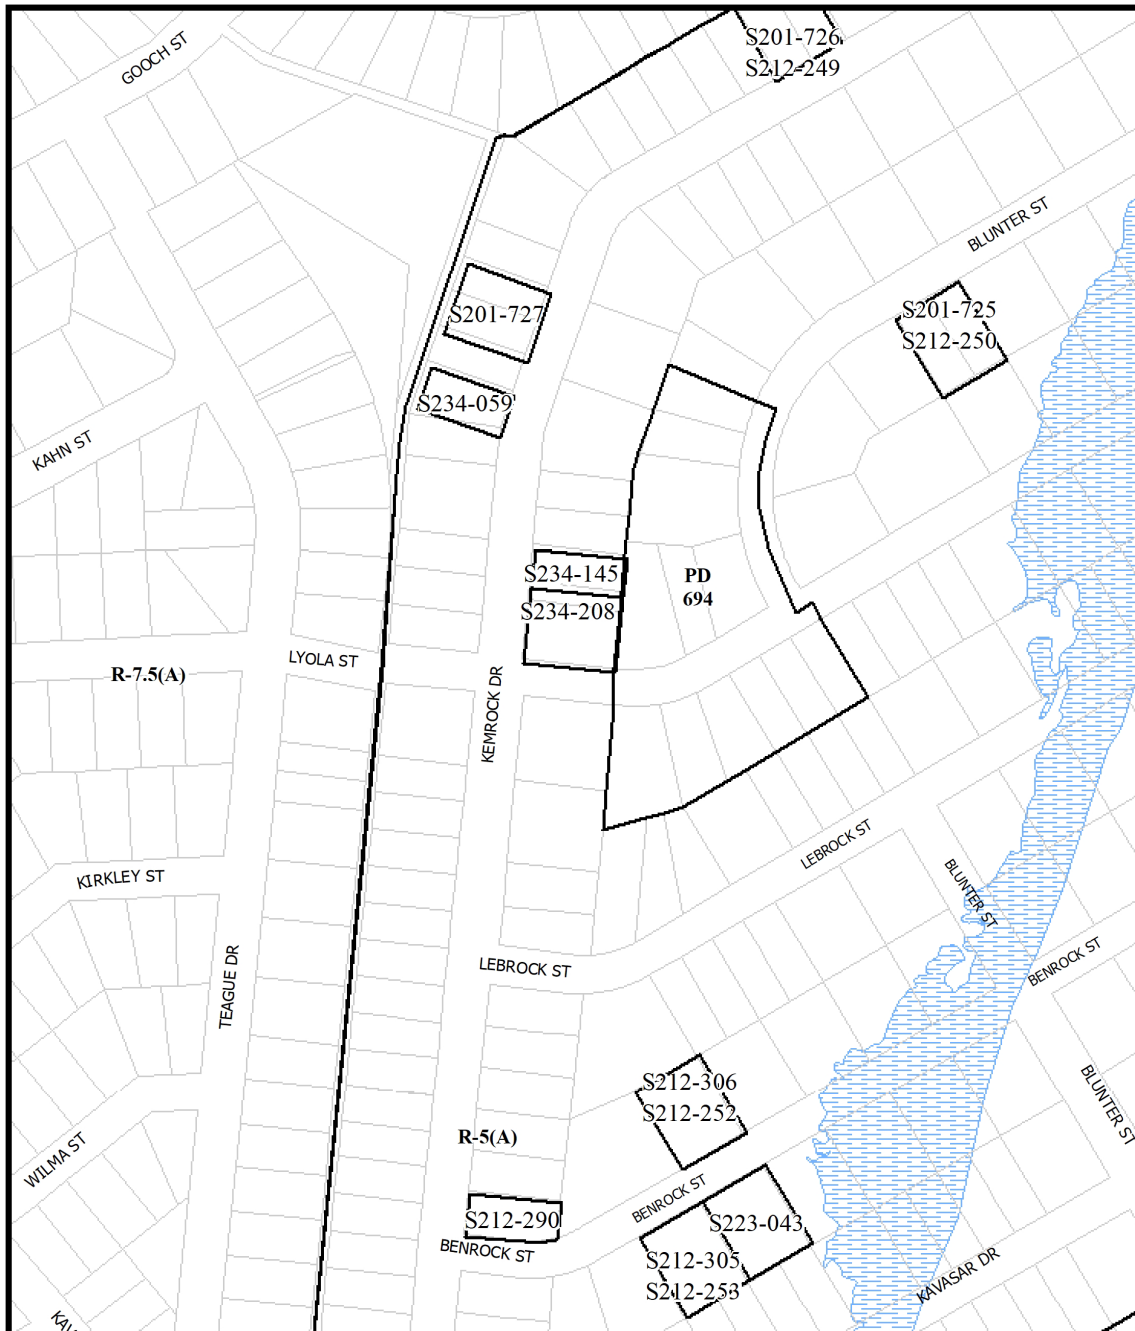 S201-726
S212-249
GOOCH ST
BLUNTER ST
S201-727
S201-725
S212-250
S234-059
KAHN ST
S234-145
PD
694
S234-208
LYOLA ST
R-7.5(A)
KEMROCK DR
LEBROCK ST
KIRKLEY ST
BLUNTER ST
TEAGUE DR
LEBROCK ST
BENROCK ST
S212-306
S212-252
BLUNTER ST
R-5(A)
WILMA ST
BENROCK ST
S212-290
S223-043
BENROCK ST
S212-305
S212-253
KAVASAR DR